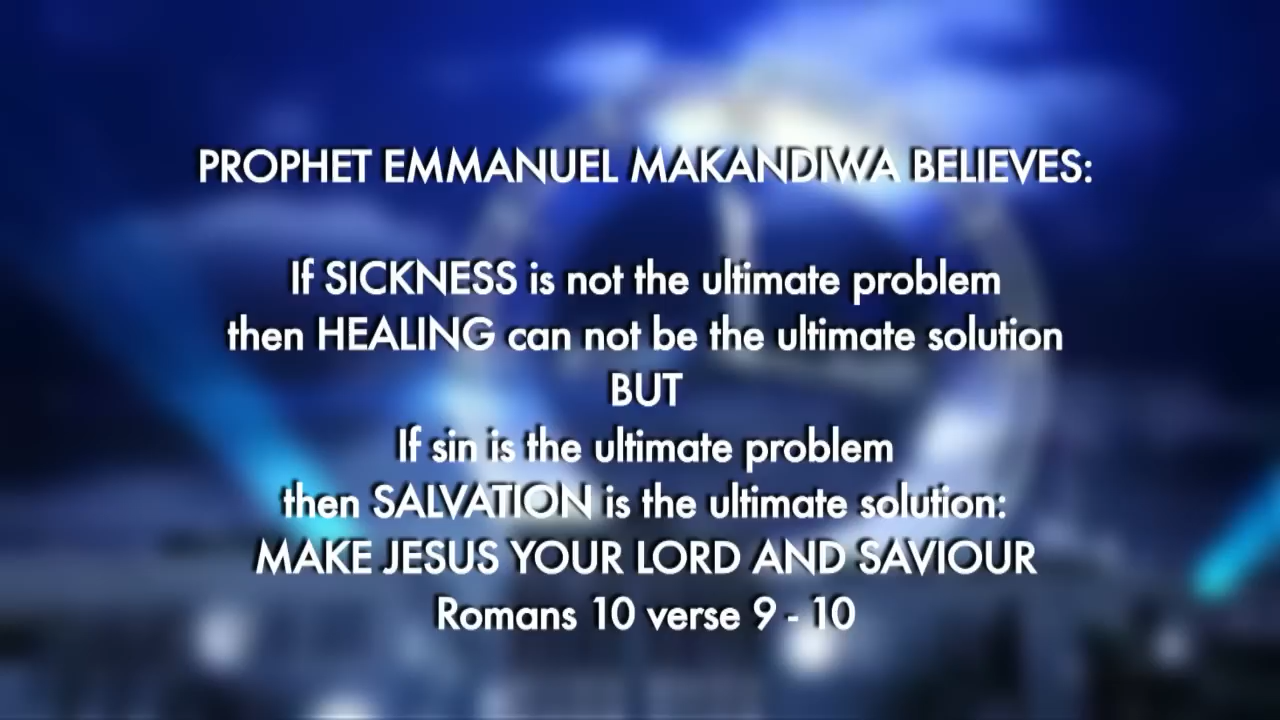 PROPHET EMMANUEL MAKANDIWA BELIEVES:
If SICKNESS is not the ultimate problem
then HEALING can not be the ultimate solution
BUT
If sin is the ultimate problem
then SALVATION is the ultimate solution:
MAKE JESUS YOUR LORD AND SAVIOUR
Romans 10 verse 9 - 10